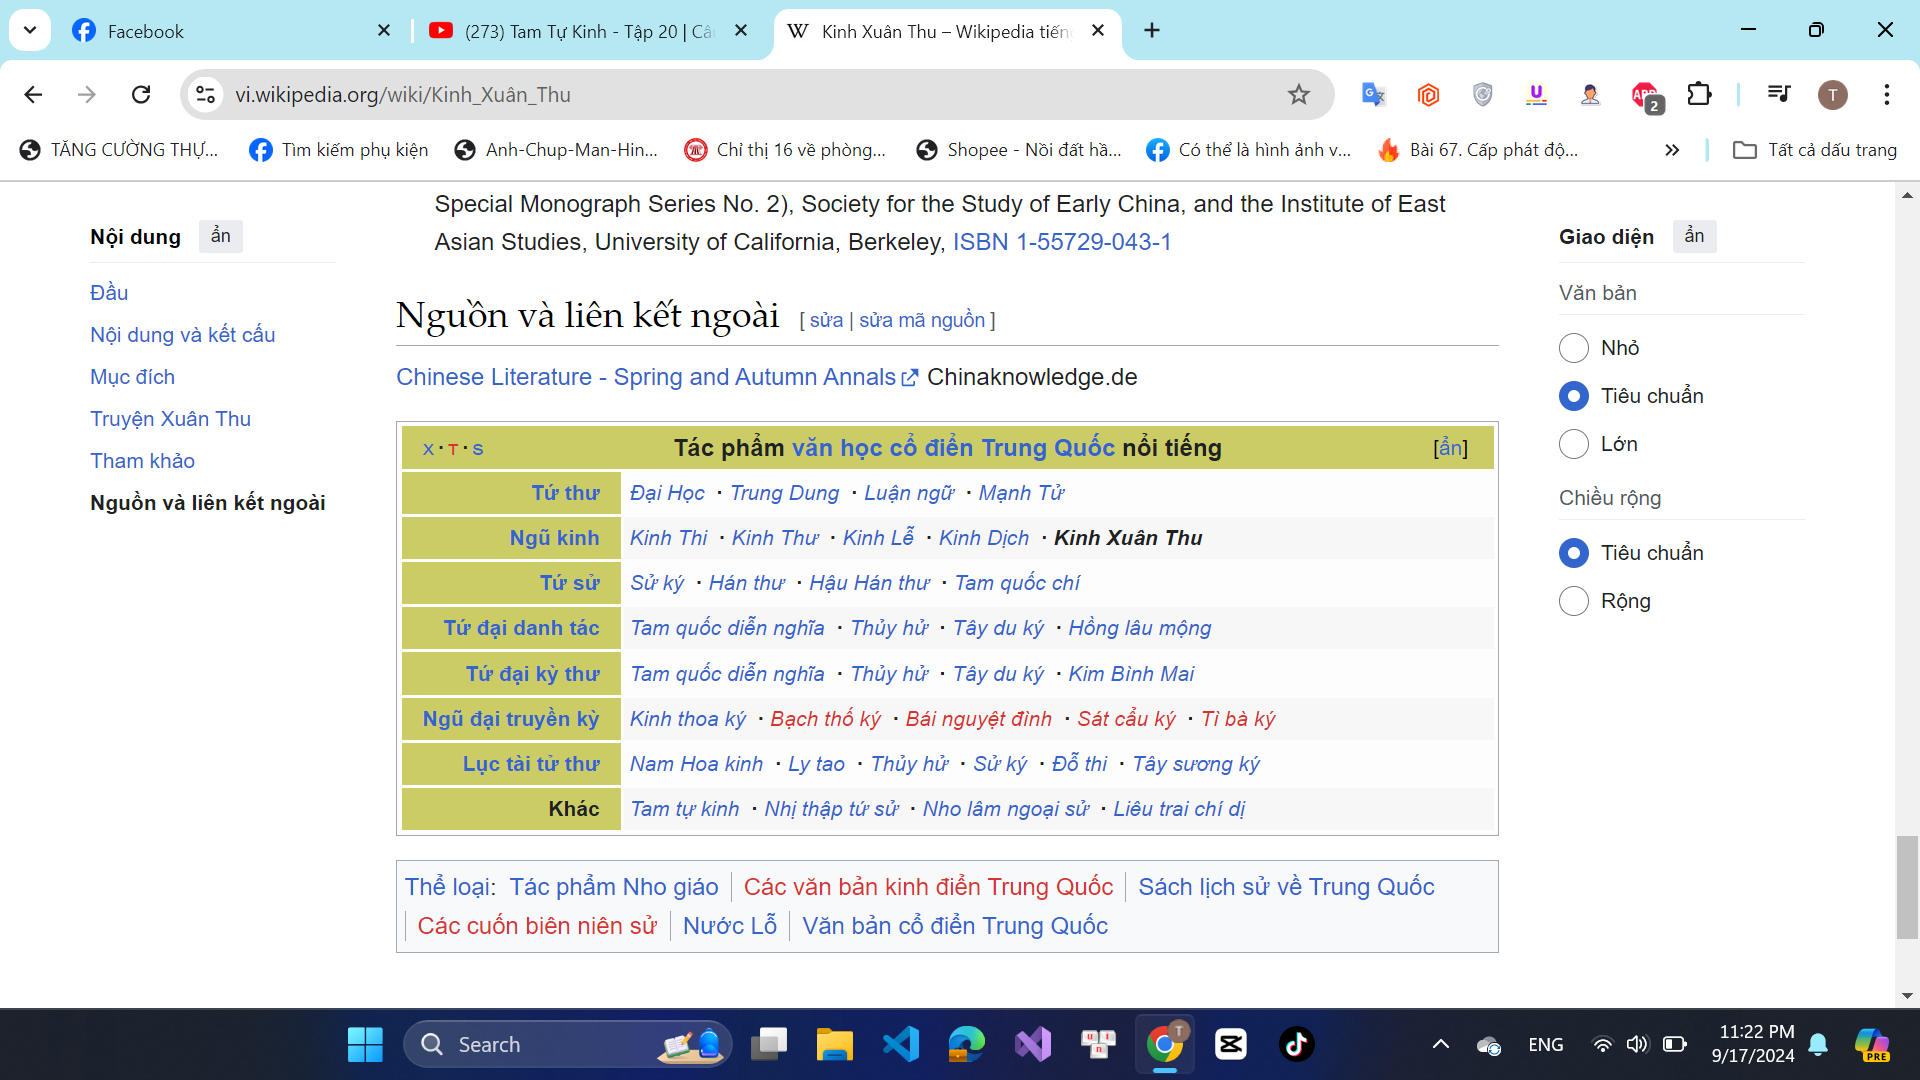 Facebook
(273) Tam Tự Kinh - Tập 20 | Câu
Kinh Xuân Thu – Wikipedia tiếng
vi.wikipedia.org/wiki/Kinh_Xuân_Thu
ABP
2
T
TĂNG CƯỜNG THỰ...
Tìm kiếm phụ kiện
Anh-Chup-Man-Hin...
Chỉ thị 16 về phòng...
Shopee - Nồi đất hầ...
Có thể là hình ảnh v...
Bài 67. Cấp phát độ...
Tất cả dấu trang
Special Monograph Series No. 2), Society for the Study of Early China, and the Institute of East
Asian Studies, University of California, Berkeley, ISBN 1-55729-043-1
Nội dung ẩn
Đầu
Nội dung và kết cấu
Mục đích
Truyện Xuân Thu
Tham khảo
Nguồn và liên kết ngoài
Nguồn và liên kết ngoài [ sửa | sửa mã nguồn ]
Chinese Literature - Spring and Autumn Annals Chinaknowledge.de
X · T · S Tác phẩm văn học cổ điển Trung Quốc nổi tiếng [ẩn]
Tứ thư Đại Học · Trung Dung · Luận ngữ · Mạnh Tử
Ngũ kinh Kinh Thi · Kinh Thư · Kinh Lễ · Kinh Dịch · Kinh Xuân Thu
Tứ sử Sử ký · Hán thư · Hậu Hán thư · Tam quốc chí
Tứ đại danh tác Tam quốc diễn nghĩa · Thủy hử · Tây du ký · Hồng lâu mộng
Tứ đại kỳ thư Tam quốc diễn nghĩa · Thủy hử · Tây du ký · Kim Bình Mai
Ngũ đại truyền kỳ Kinh thoa ký · Bạch thố ký · Bái nguyệt đình · Sát cẩu ký · Tì bà ký
Lục tài tử thư Nam Hoa kinh · Ly tao · Thủy hử · Sử ký · Đỗ thi · Tây sương ký
Khác Tam tự kinh · Nhị thập tứ sử · Nho lâm ngoại sử · Liêu trai chí dị
Thể loại: Tác phẩm Nho giáo | Các văn bản kinh điển Trung Quốc | Sách lịch sử về Trung Quốc
| Các cuốn biên niên sử | Nước Lỗ | Văn bản cổ điển Trung Quốc
Giao diện ẩn
Văn bản
Nhỏ
Tiêu chuẩn
Lớn
Chiều rộng
Tiêu chuẩn
Rộng
Search
T
ENG
11:22 PM
9/17/2024
PRE